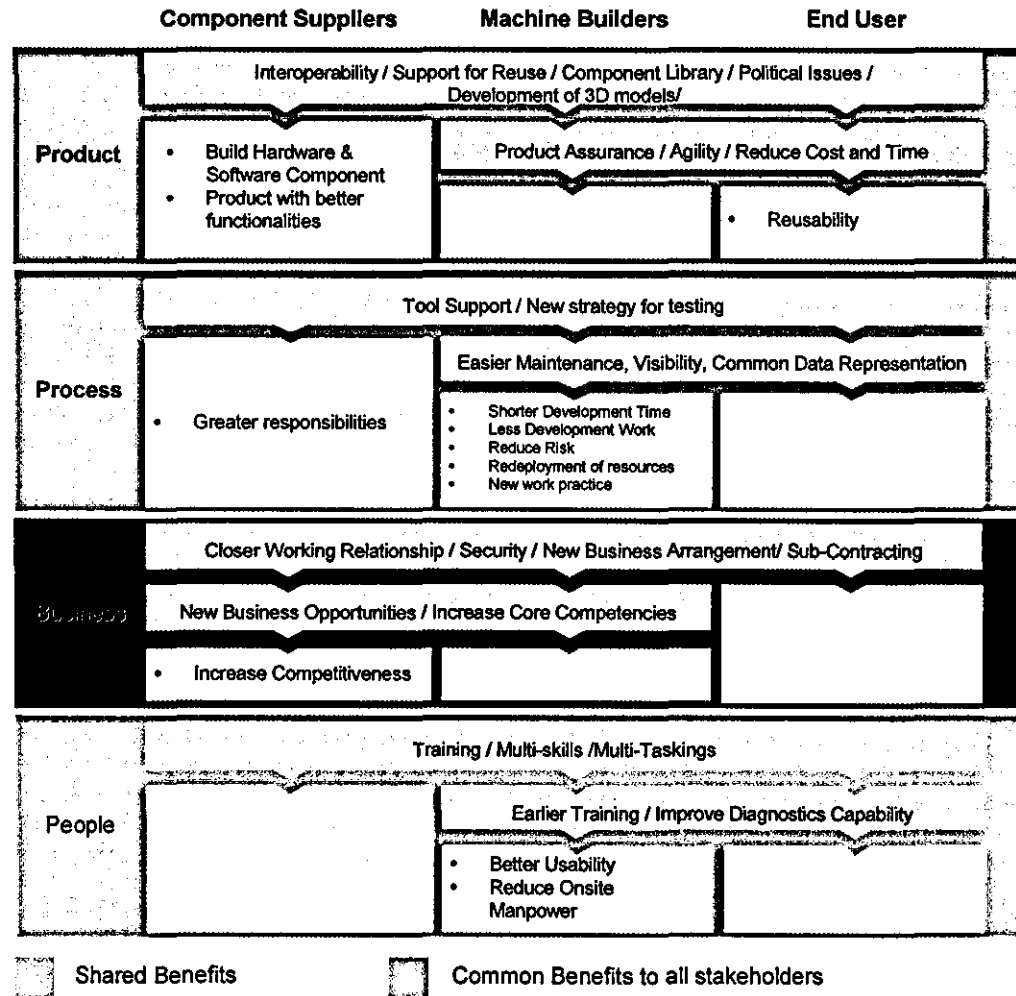 Component Suppliers Machine Builders End User
Interoperability / Support for Reuse / Component Library / Political Issues /
Development of 3D models/
Product
• Build Hardware &
Software Component
• Product with better
functionalities
Product Assurance / Agility / Reduce Cost and Time
• Reusability
Tool Support / New strategy for testing
Process
Easier Maintenance, Visibility, Common Data Representation
• Greater responsibilities
• Shorter Development Time
• Less Development Work
• Reduce Risk
• Redeployment of resources
• New work practice
Closer Working Relationship / Security / New Business Arrangement/ Sub-Contracting
Business
New Business Opportunities / Increase Core Competencies
• Increase Competitiveness
Training / Multi-skills /Multi-Taskings
People
Earlier Training / Improve Diagnostics Capability
• Better Usability
• Reduce Onsite
Manpower
Shared Benefits
Common Benefits to all stakeholders